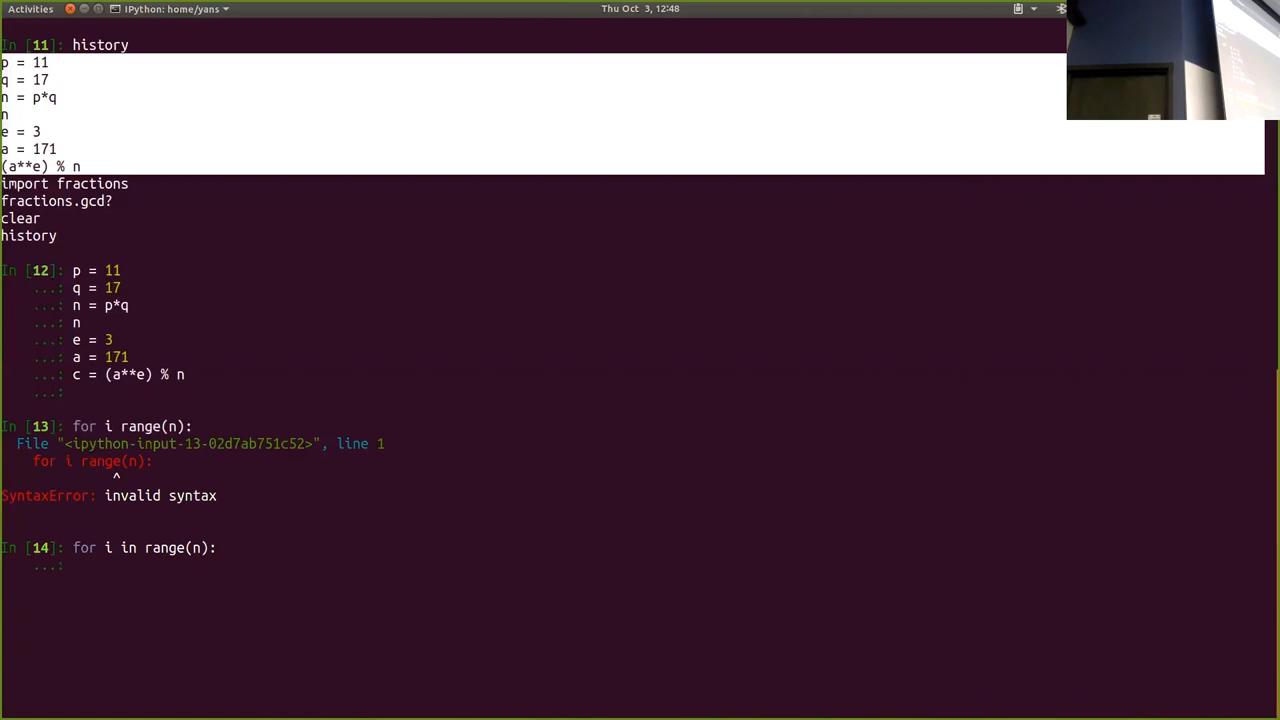 Activities IPython: home/yans Thu Oct 3, 12:48
In [11]: history
p = 11
q = 17
n = p*q
n
e = 3
a = 171
(a**e) % n
import fractions
fractions.gcd?
clear
history
In [12]: p = 11
...: q = 17
...: n = p*q
...: n
...: e = 3
...: a = 171
...: c = (a**e) % n
...:
In [13]: for i range(n):
File "<ipython-input-13-02d7ab751c52>", line 1
for i range(n):
^
SyntaxError: invalid syntax
In [14]: for i in range(n):
...: